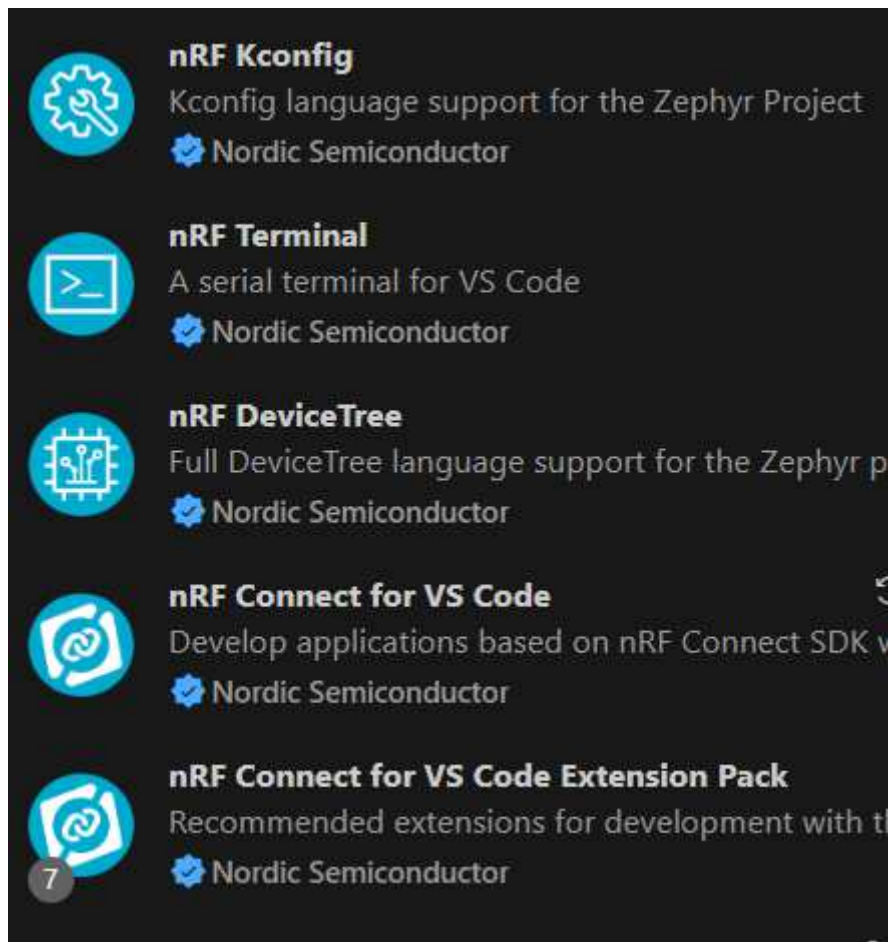 nRF Kconfig
Kconfig language support for the Zephyr Project
Nordic Semiconductor
nRF Terminal
A serial terminal for VS Code
Nordic Semiconductor
nRF DeviceTree
Full DeviceTree language support for the Zephyr p
Nordic Semiconductor
nRF Connect for VS Code
Develop applications based on nRF Connect SDK
Nordic Semiconductor
nRF Connect for VS Code Extension Pack
Recommended extensions for development with
7
Nordic Semiconductor